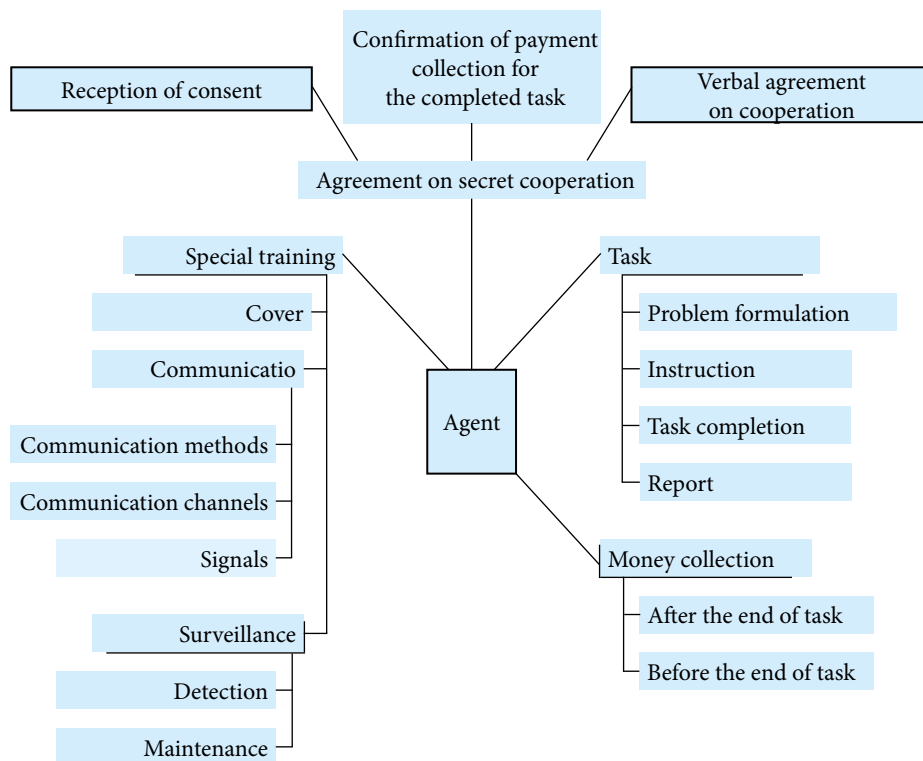 Confirmation of payment
collection for
the completed task
Reception of consent
Verbal agreement
on cooperation
Agreement on secret cooperation
Special training
Cover
Communicatio
Communication methods
Communication channels
Signals
Surveillance
Detection
Maintenance
Agent
Task
Problem formulation
Instruction
Task completion
Report
Money collection
After the end of task
Before the end of task